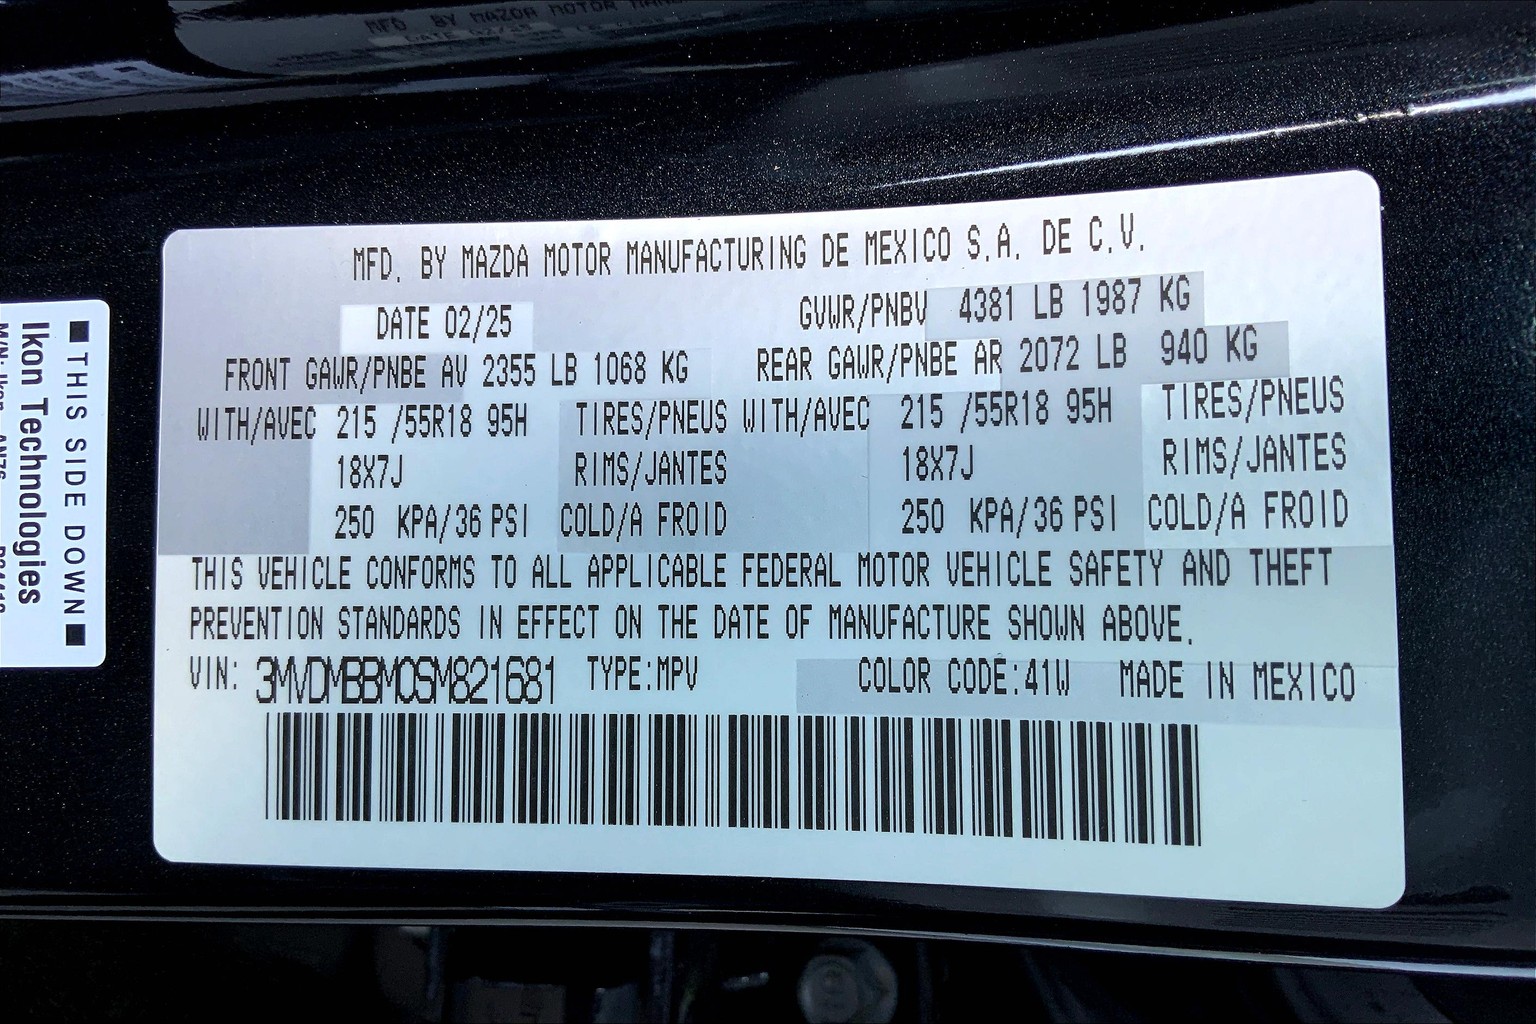 MFD. BY MAZDA MOTOR MANUFACTURING DE MEXICO S.A. DE C.V.
DATE 02/25 GVWR/PNBV 4381 LB 1987 KG
FRONT GAWR/PNBE AV 2355 LB 1068 KG REAR GAWR/PNBE AR 2072 LB 940 KG
WITH/AVEC 215 /55R18 95H TIRES/PNEUS WITH/AVEC 215 /55R18 95H TIRES/PNEUS
18X7J RIMS/JANTES 18X7J RIMS/JANTES
250 KPA/36 PSI COLD/A FROID 250 KPA/36 PSI COLD/A FROID
THIS VEHICLE CONFORMS TO ALL APPLICABLE FEDERAL MOTOR VEHICLE SAFETY AND THEFT
PREVENTION STANDARDS IN EFFECT ON THE DATE OF MANUFACTURE SHOWN ABOVE.
VIN: 3MVDMBBM0SM821681 TYPE:MPV COLOR CODE:41W MADE IN MEXICO
■ THIS SIDE DOWN ■
Ikon Technologies